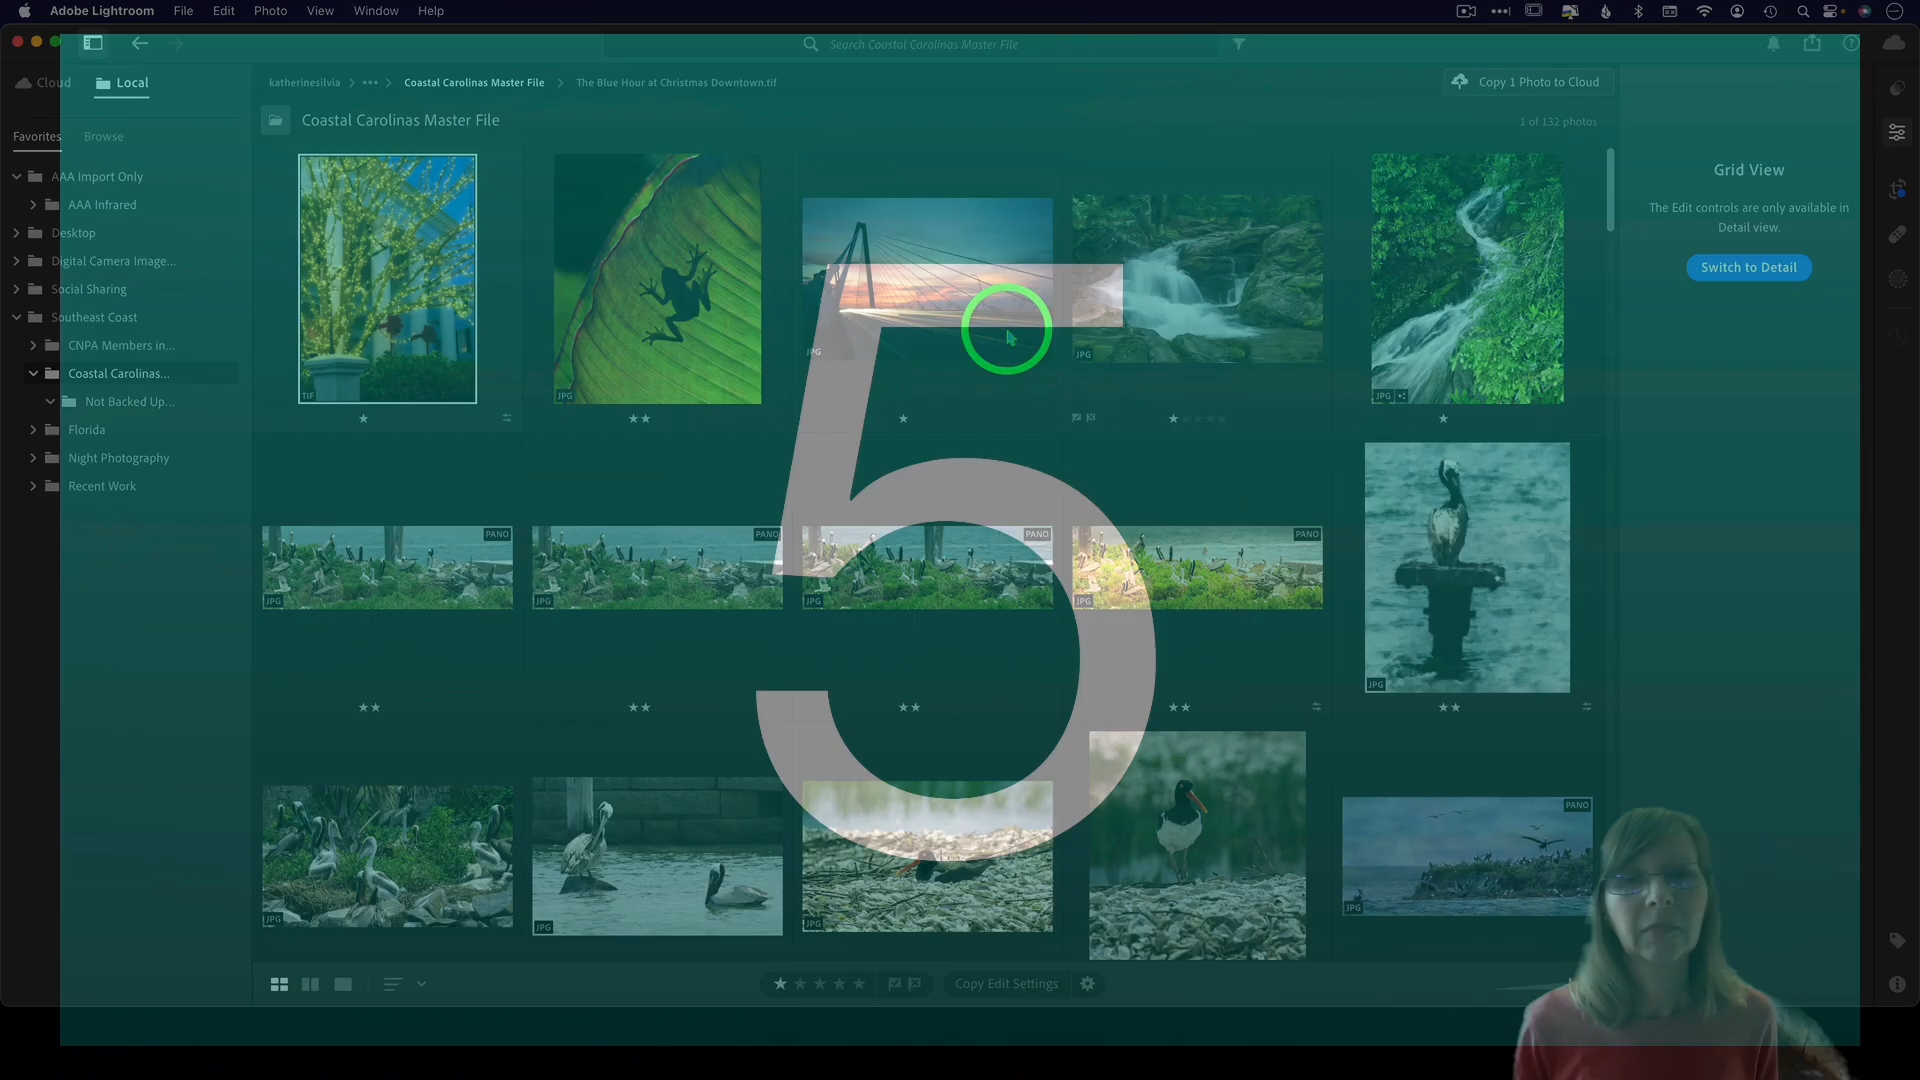 Adobe Lightroom File Edit Photo View Window Help
Search Coastal Carolinas Master File
Cloud Local
katherinesilvia ••• Coastal Carolinas Master File The Blue Hour at Christmas Downtown.tif
Copy 1 Photo to Cloud
Coastal Carolinas Master File
1 of 132 photos
Favorites Browse
AAA Import Only
AAA Infrared
Desktop
Digital Camera Image...
Social Sharing
Southeast Coast
CNPA Members in...
Coastal Carolinas...
Not Backed Up...
Florida
Night Photography
Recent Work
Grid View
The Edit controls are only available in
Detail view.
Switch to Detail
5
JPG
JPG
TIF
JPG
JPG
PANO
PANO
PANO
PANO
JPG
JPG
JPG
JPG
JPG
PANO
JPG
JPG
JPG
JPG
Copy Edit Settings